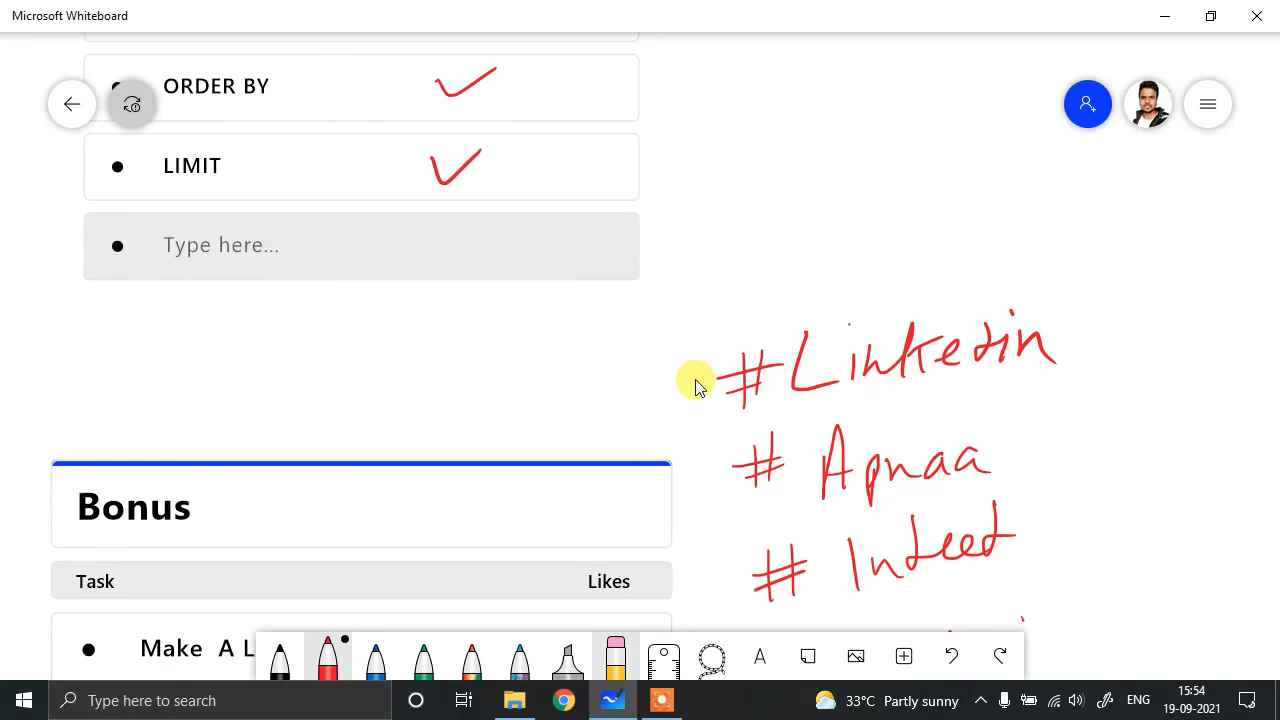 Microsoft Whiteboard
ORDER BY
LIMIT
Type here...
#Linkedin
# Apnaa
# Indeed
Bonus
Task Likes
Make A L
A
Type here to search
33°C Partly sunny
ENG
15:54
19-09-2021